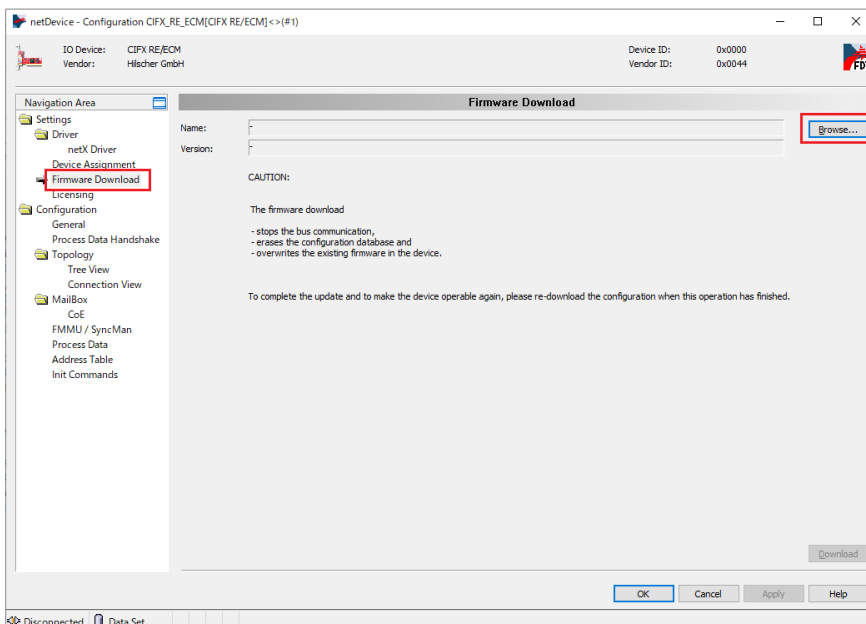 netDevice - Configuration CIFX_RE_ECM[CIFX RE/ECM]<>(#1)
IO Device: CIFX RE/ECM Device ID: 0x0000
Vendor: Hilscher GmbH Vendor ID: 0x0044
FDT
Navigation Area
Settings
Driver
netX Driver
Device Assignment
Firmware Download
Licensing
Configuration
General
Process Data Handshake
Topology
Tree View
Connection View
MailBox
CoE
FMMU / SyncMan
Process Data
Address Table
Init Commands
Firmware Download
Name: - Browse...
Version: -
CAUTION:
The firmware download
- stops the bus communication,
- erases the configuration database and
- overwrites the existing firmware in the device.
To complete the update and to make the device operable again, please re-download the configuration when this operation has finished.
Download
OK Cancel Apply Help
Disconnected Data Set